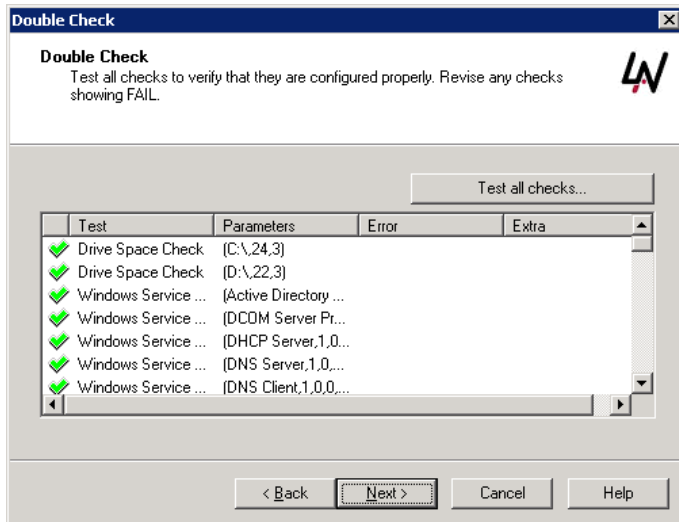 Double Check
Double Check
Test all checks to verify that they are configured properly. Revise any checks
showing FAIL.
LN
Test all checks...
Test Parameters Error Extra
Drive Space Check (C:\,24,3)
Drive Space Check (D:\,22,3)
Windows Service ... (Active Directory ...
Windows Service ... (DCOM Server Pr...
Windows Service ... (DHCP Server,1,0...
Windows Service ... (DNS Server,1,0,...
Windows Service ... (DNS Client,1,0,0,...
< Back Next > Cancel Help